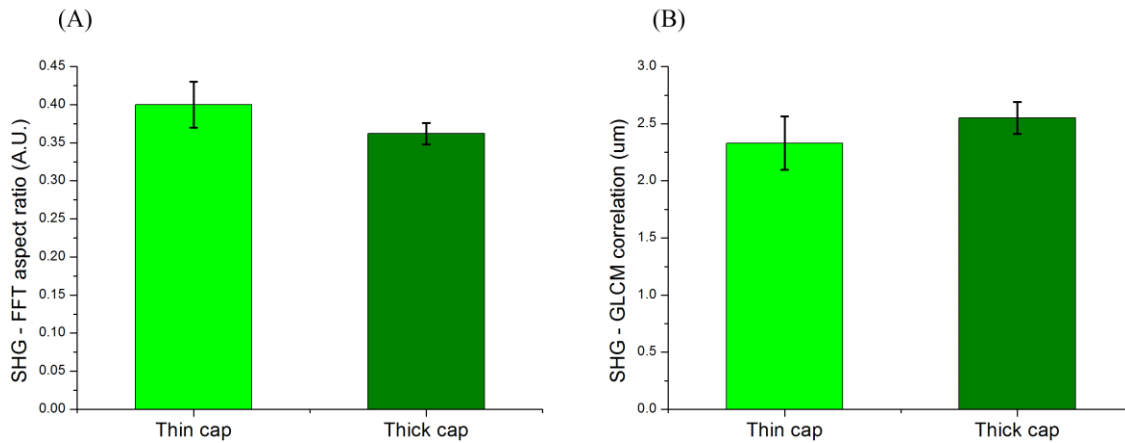 (A)
SHG - FFT aspect ratio (A.U.)
0.45
0.40
0.35
0.30
0.25
0.20
0.15
0.10
0.05
0.00
Thin cap Thick cap
(B)
SHG - GLCM correlation (um)
3.0
2.5
2.0
1.5
1.0
0.5
0.0
Thin cap Thick cap